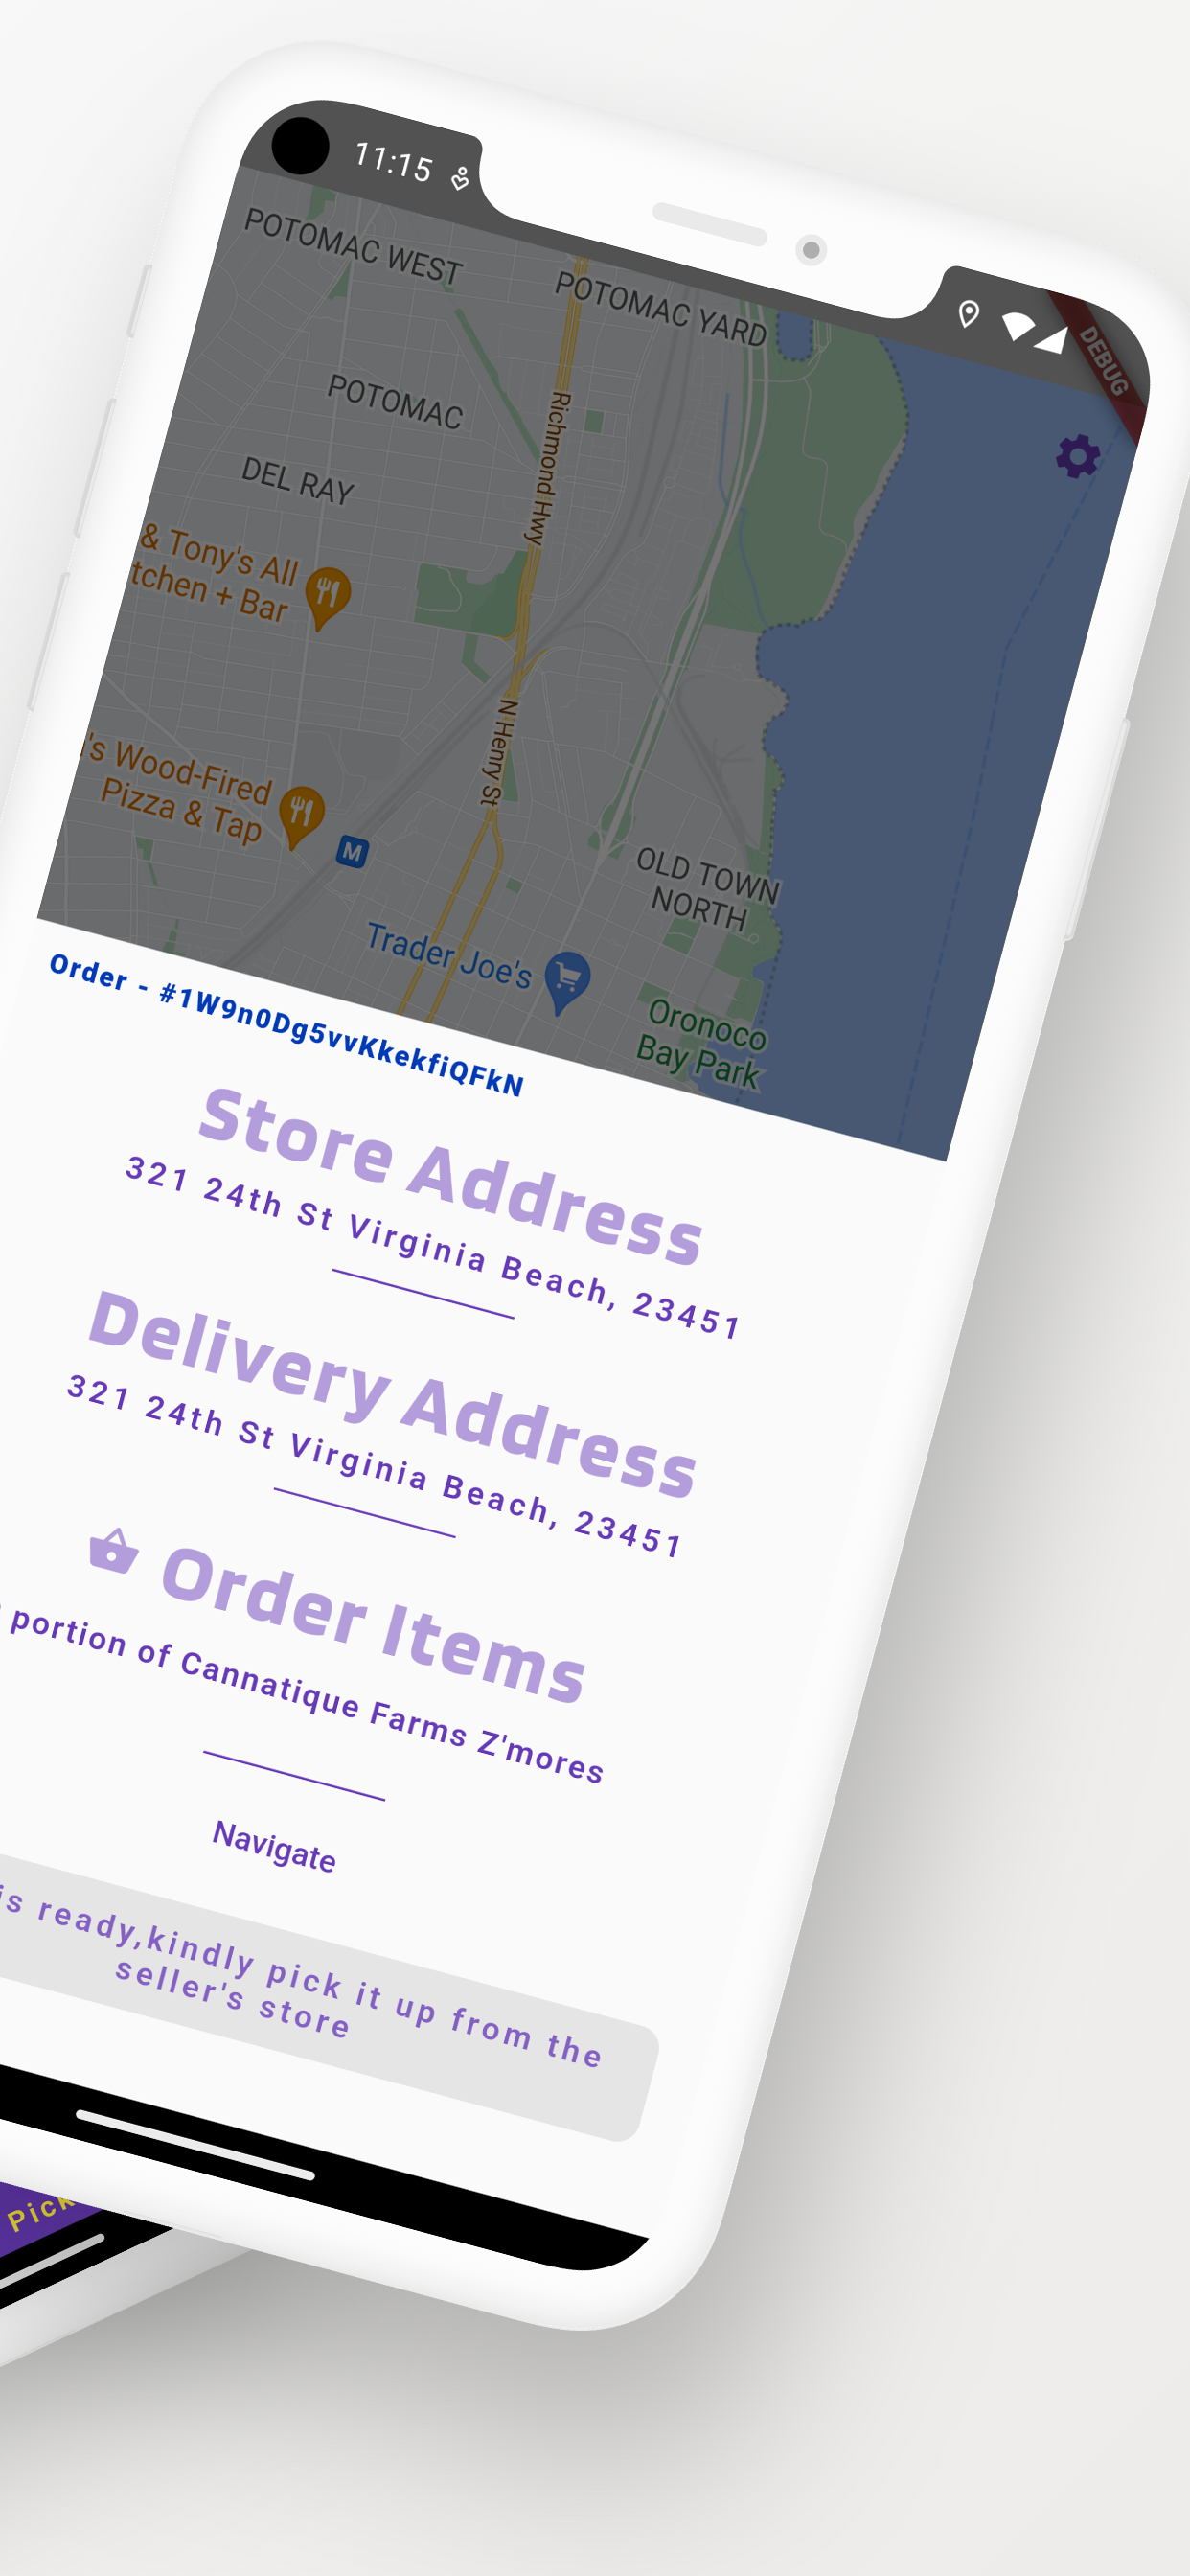 11:15
DEBUG
POTOMAC WEST
POTOMAC YARD
POTOMAC
DEL RAY
Richmond Hwy
& Tony's All
tchen + Bar
N Henry St
's Wood-Fired
Pizza & Tap
M
OLD TOWN
NORTH
Trader Joe's
Oronoco
Bay Park
Order - #1W9n0Dg5vvKkekfiQFkN
Store Address
321 24th St Virginia Beach, 23451
Delivery Address
321 24th St Virginia Beach, 23451
Order Items
portion of Cannatique Farms Z'mores
Navigate
is ready,kindly pick it up from the
seller's store
Pick